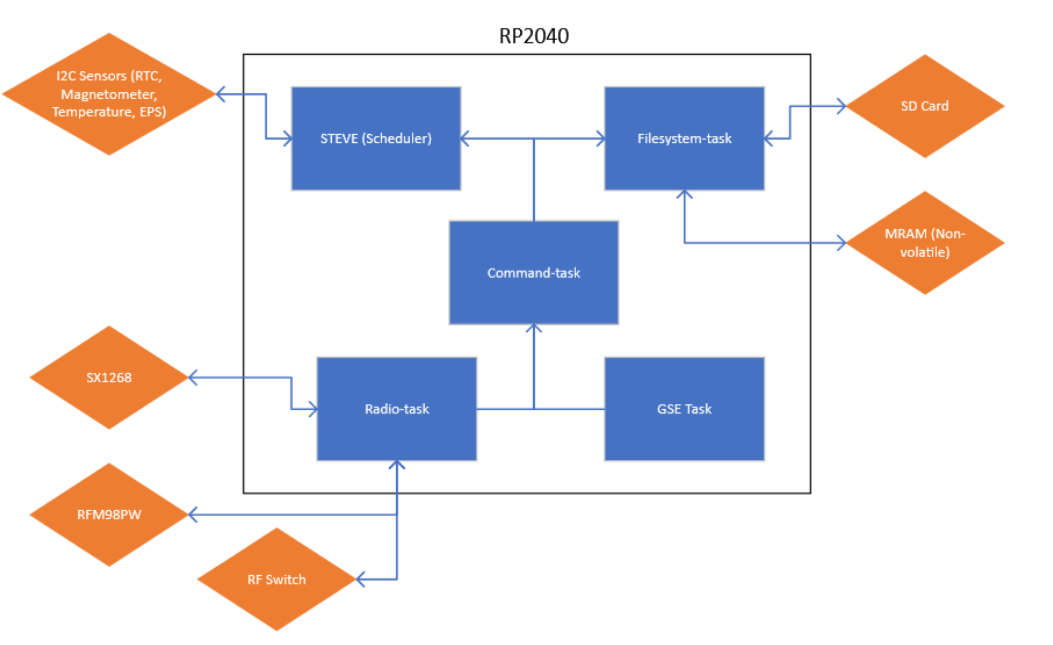 RP2040
I2C Sensors (RTC,
Magnetometer,
Temperature, EPS)
STEVE (Scheduler)
Filesystem-task
SD Card
MRAM (Non-
volatile)
Command-task
SX1268
Radio-task
GSE Task
RFM98PW
RF Switch